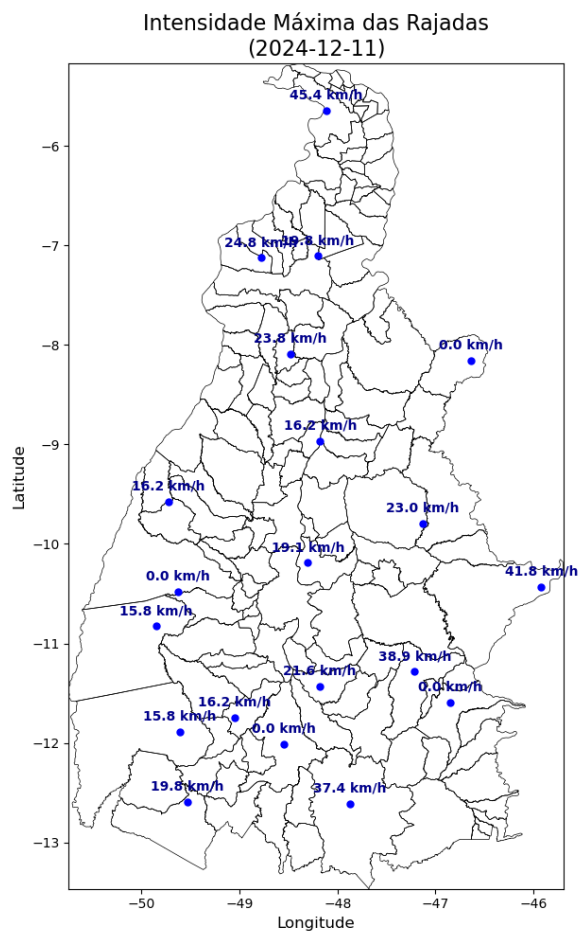 Intensidade Máxima das Rajadas
(2024-12-11)
45.4 km/h
24.8 km/h
19.8 km/h
23.8 km/h
0.0 km/h
16.2 km/h
16.2 km/h
23.0 km/h
19.1 km/h
0.0 km/h
41.8 km/h
15.8 km/h
38.9 km/h
21.6 km/h
0.0 km/h
16.2 km/h
15.8 km/h
0.0 km/h
19.8 km/h
37.4 km/h
−6
−7
−8
−9
−10
−11
−12
−13
Latitude
−50
−49
−48
−47
−46
Longitude